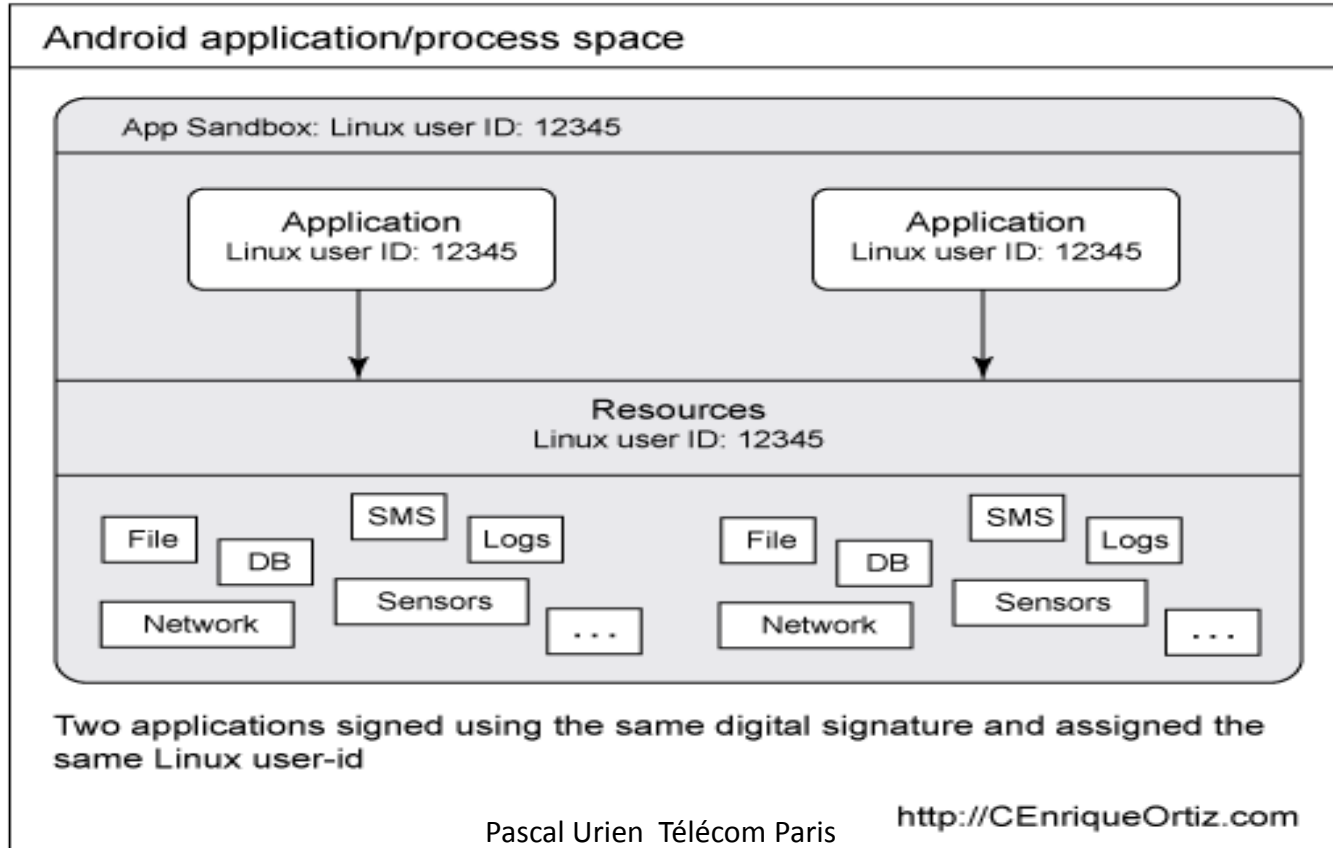 Android application/process space
App Sandbox: Linux user ID: 12345
Application
Linux user ID: 12345
Application
Linux user ID: 12345
Resources
Linux user ID: 12345
File
DB
SMS
Logs
Network
Sensors
...
File
DB
SMS
Logs
Network
Sensors
...
Two applications signed using the same digital signature and assigned the
same Linux user-id
http://CEnriqueOrtiz.com
Pascal Urien Télécom Paris